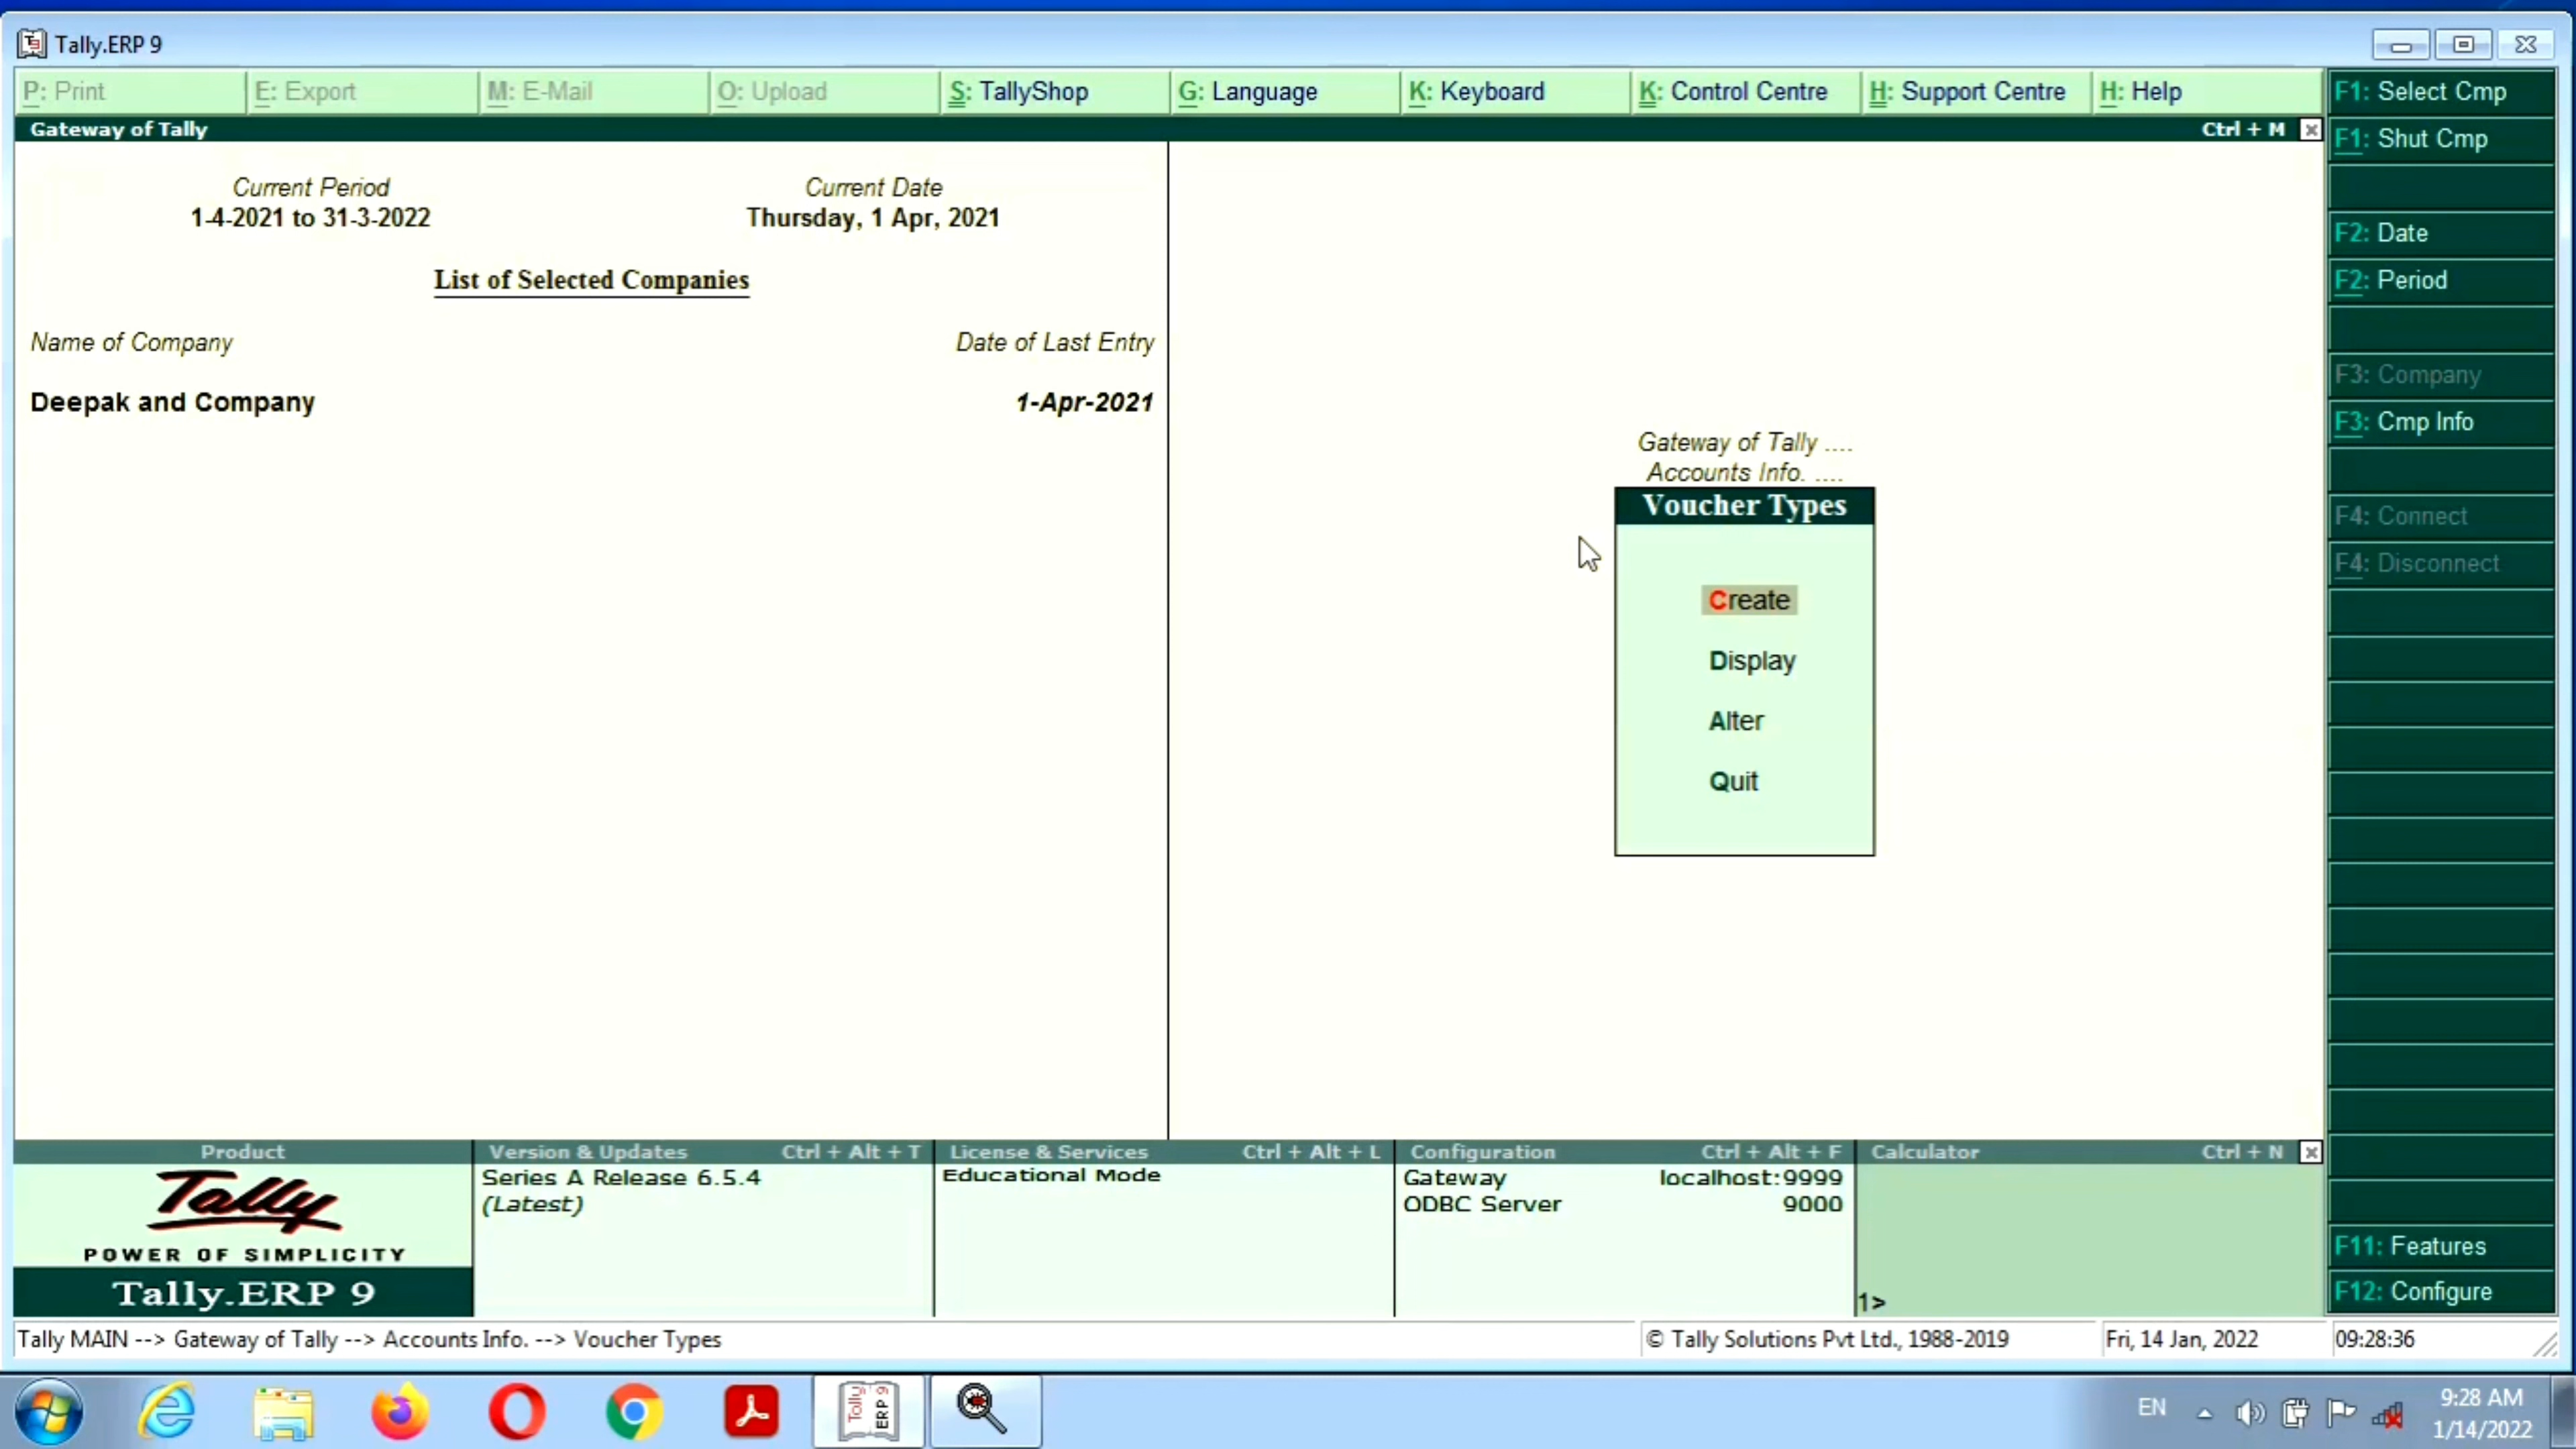 Tally.ERP 9
P: Print E: Export M: E-Mail O: Upload S: TallyShop G: Language K: Keyboard K: Control Centre H: Support Centre H: Help
Gateway of Tally Ctrl + M
Current Period Current Date
1-4-2021 to 31-3-2022 Thursday, 1 Apr, 2021
List of Selected Companies
Name of Company Date of Last Entry
Deepak and Company 1-Apr-2021
Gateway of Tally ....
Accounts Info. ....
Voucher Types
Create
Display
Alter
Quit
F1: Select Cmp
F1: Shut Cmp
F2: Date
F2: Period
F3: Company
F3: Cmp Info
F4: Connect
F4: Disconnect
F11: Features
F12: Configure
Product
Tally
POWER OF SIMPLICITY
Tally.ERP 9
Version & Updates Ctrl + Alt + T
Series A Release 6.5.4
(Latest)
License & Services Ctrl + Alt + L
Educational Mode
Configuration Ctrl + Alt + F
Gateway localhost:9999
ODBC Server 9000
Calculator Ctrl + N
1>
Tally MAIN --> Gateway of Tally --> Accounts Info. --> Voucher Types © Tally Solutions Pvt Ltd., 1988-2019 Fri, 14 Jan, 2022 09:28:36
Tally
ERP 9
EN
9:28 AM
1/14/2022